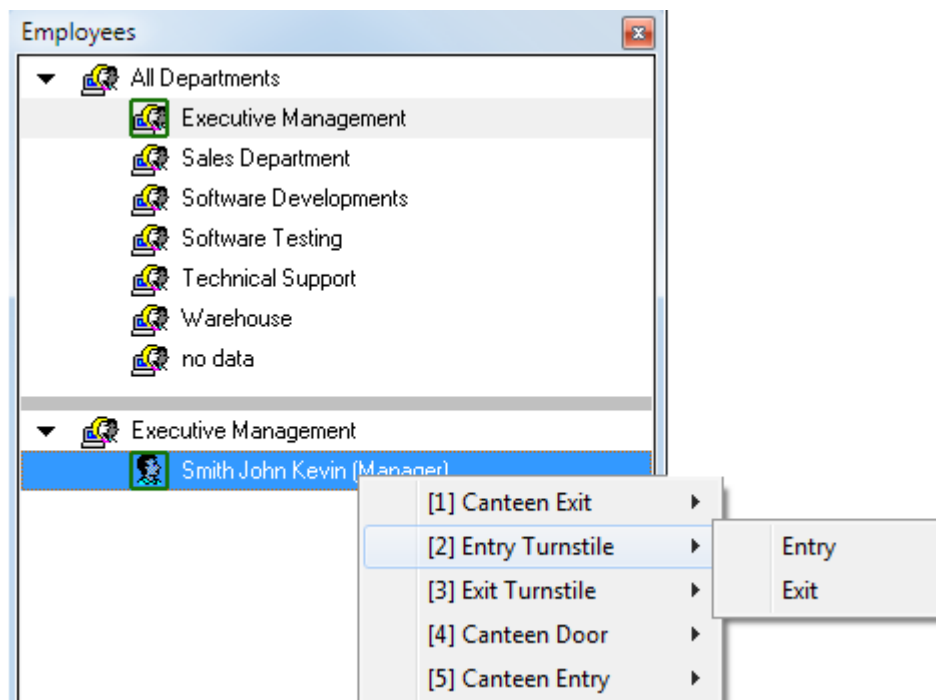 Employees
All Departments
Executive Management
Sales Department
Software Developments
Software Testing
Technical Support
Warehouse
no data
Executive Management
Smith John Kevin (Manager)
[1] Canteen Exit
[2] Entry Turnstile
Entry
[3] Exit Turnstile
Exit
[4] Canteen Door
[5] Canteen Entry